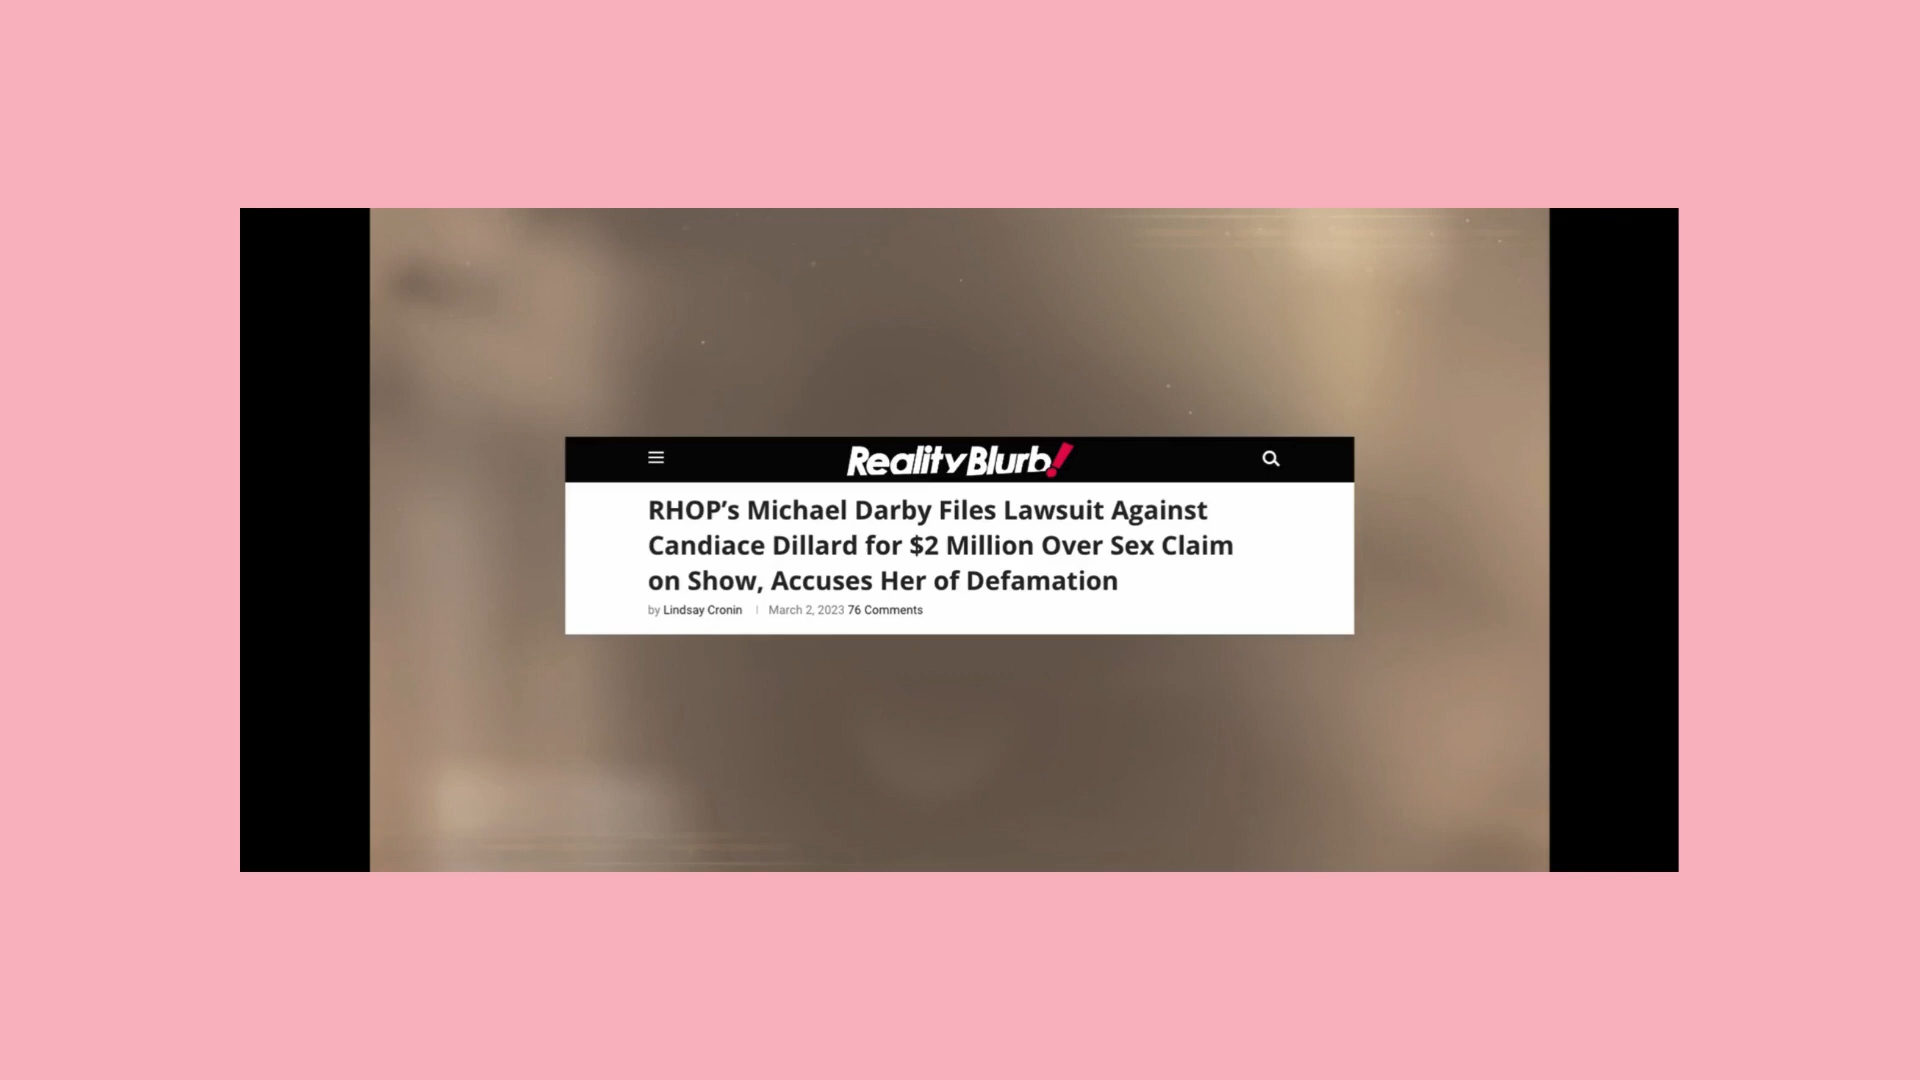 RealityBlurb!
RHOP’s Michael Darby Files Lawsuit Against
Candiace Dillard for $2 Million Over Sex Claim
on Show, Accuses Her of Defamation
by Lindsay Cronin | March 2, 2023 76 Comments